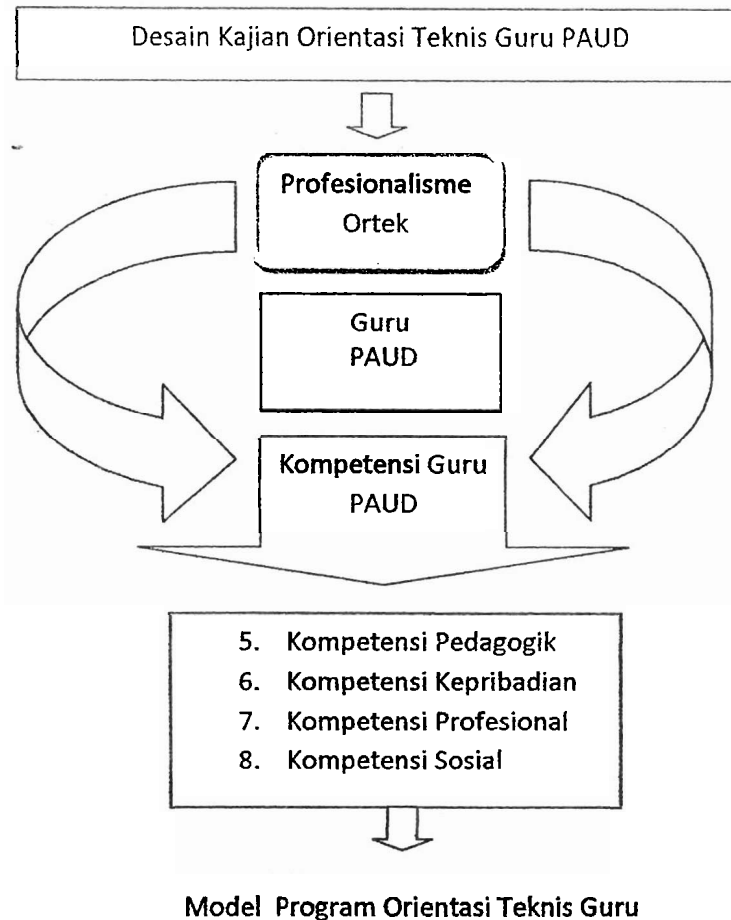 Desain Kajian Orientasi Teknis Guru PAUD
Profesionalisme
Ortek
Guru
PAUD
Kompetensi Guru
PAUD
5. Kompetensi Pedagogik
6. Kompetensi Kepribadian
7. Kompetensi Profesional
8. Kompetensi Sosial
Model Program Orientasi Teknis Guru